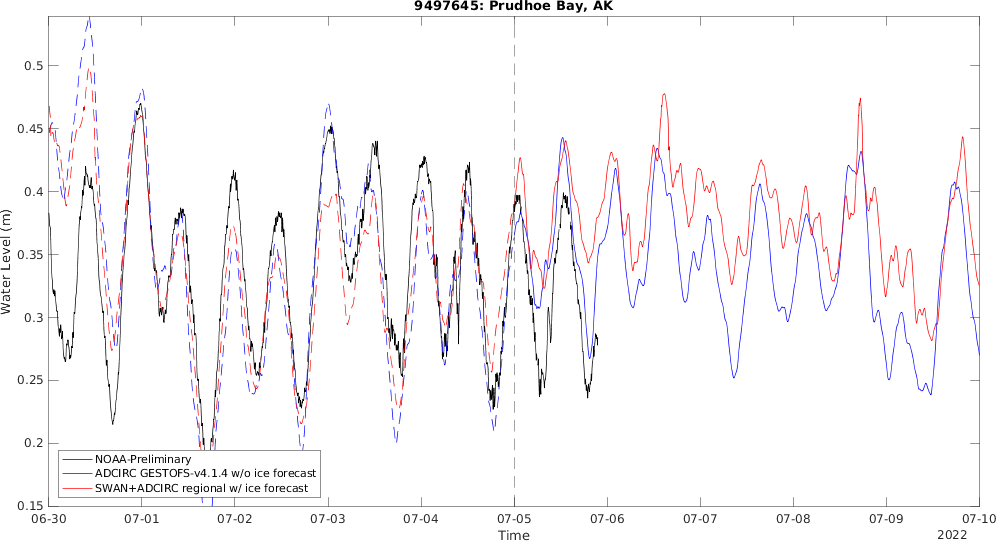 9497645: Prudhoe Bay, AK
Water Level (m)
0.5
0.45
0.4
0.35
0.3
0.25
0.2
0.15
NOAA-Preliminary
ADCIRC GESTOFS-v4.1.4 w/o ice forecast
SWAN+ADCIRC regional w/ ice forecast
06-30 07-01 07-02 07-03 07-04 07-05 07-06 07-07 07-08 07-09 07-10
Time
2022